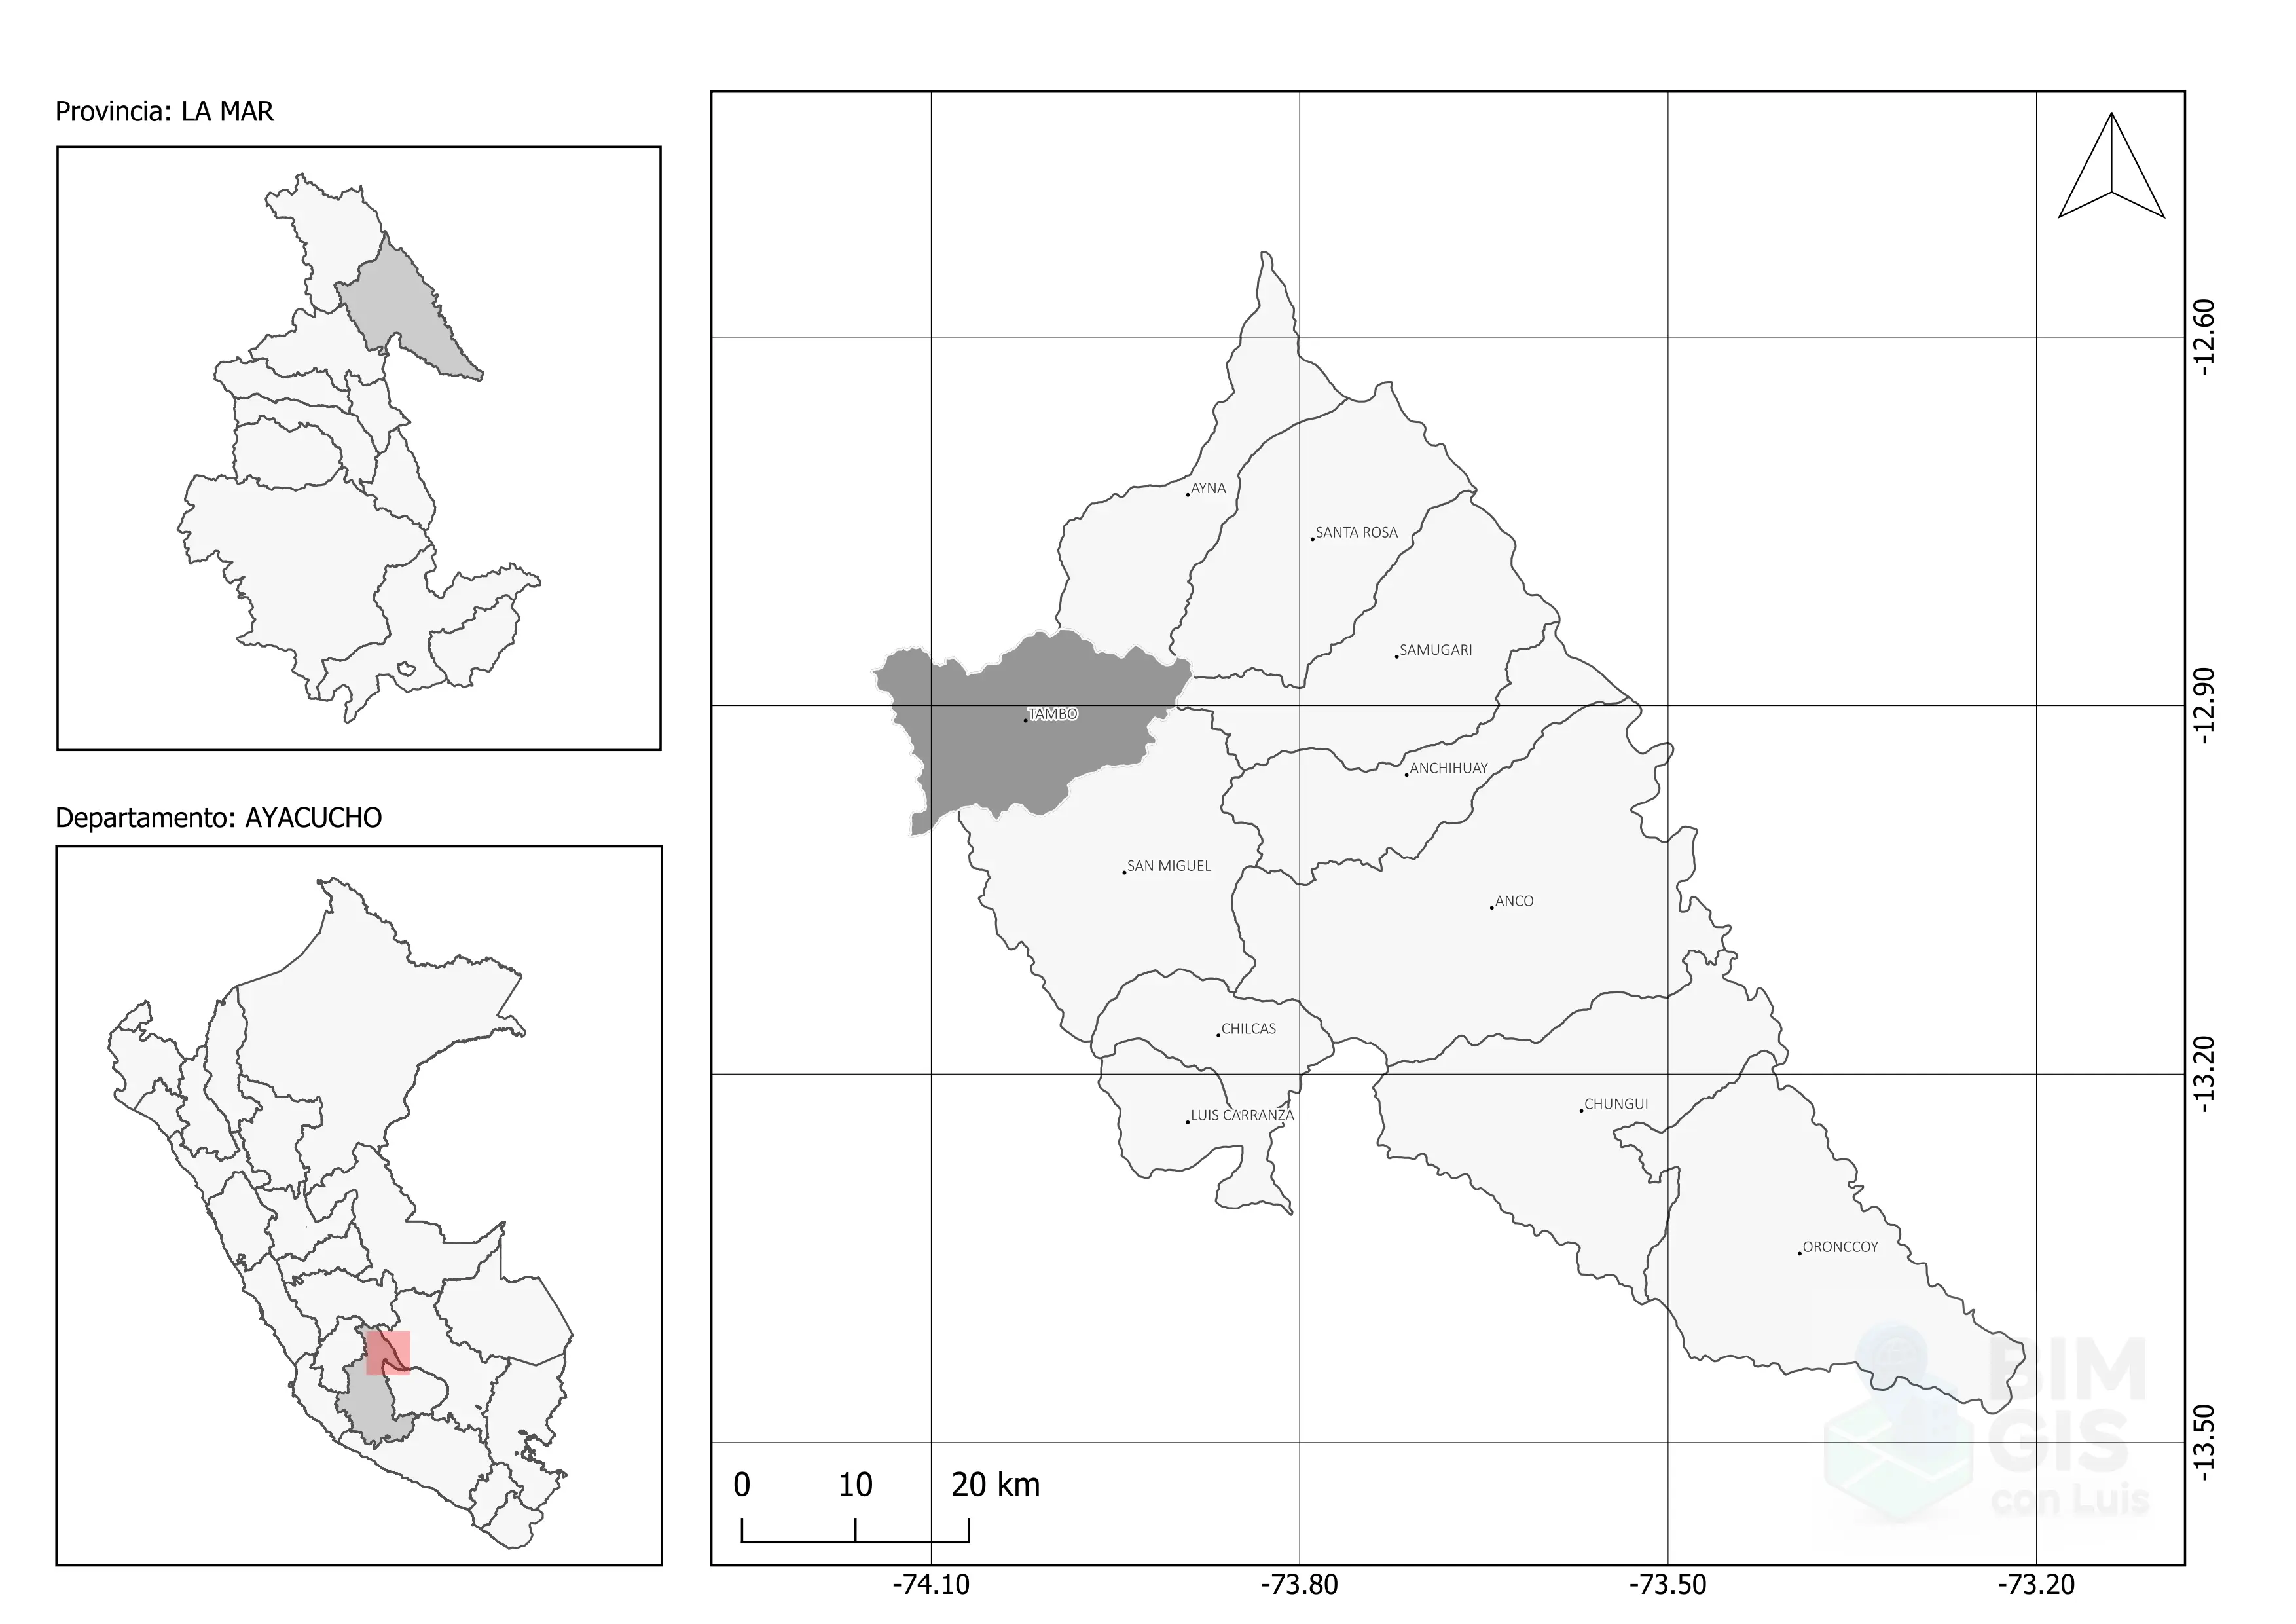 Provincia: LA MAR
Departamento: AYACUCHO
AYNA
SANTA ROSA
SAMUGARI
TAMBO
ANCHIHUAY
SAN MIGUEL
ANCO
CHILCAS
CHUNGUI
LUIS CARRANZA
ORONCCOY
-12.60
-12.90
-13.20
-13.50
BIM
GIS
con Luis
0 10 20 km
-74.10 -73.80 -73.50 -73.20